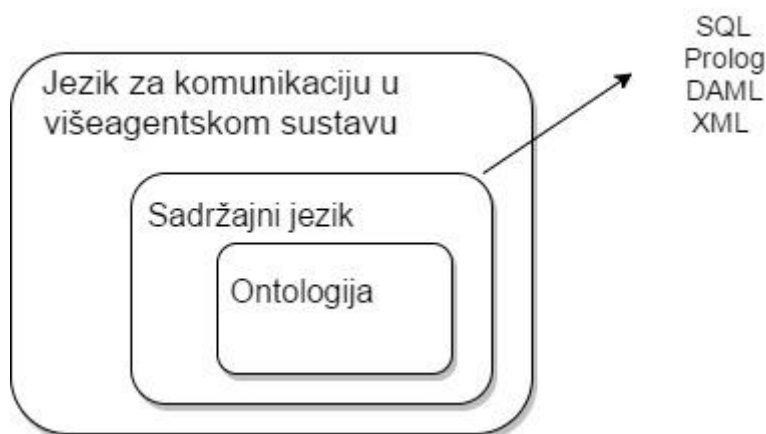 Jezik za komunikaciju u
višeagentskom sustavu
Sadržajni jezik
Ontologija
SQL
Prolog
DAML
XML